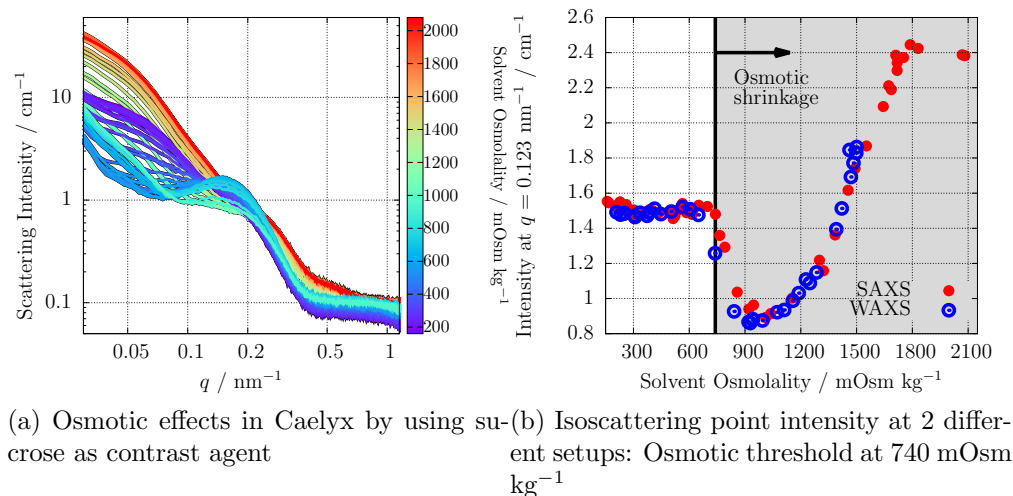 Scattering Intensity / cm⁻¹
10
1
0.1
0.05 0.1 0.2 0.5 1
q / nm⁻¹
2000
1800
1600
1400
1200
1000
800
600
400
200
Solvent Osmolality / mOsm kg⁻¹
Intensity at q = 0.123 nm⁻¹ / cm⁻¹
2.6
2.4
2.2
2
1.8
1.6
1.4
1.2
1
0.8
Osmotic
shrinkage
SAXS
WAXS
300 600 900 1200 1500 1800 2100
Solvent Osmolality / mOsm kg⁻¹
(a) Osmotic effects in Caelyx by using su-
crose as contrast agent
(b) Isoscattering point intensity at 2 differ-
ent setups: Osmotic threshold at 740 mOsm
kg⁻¹